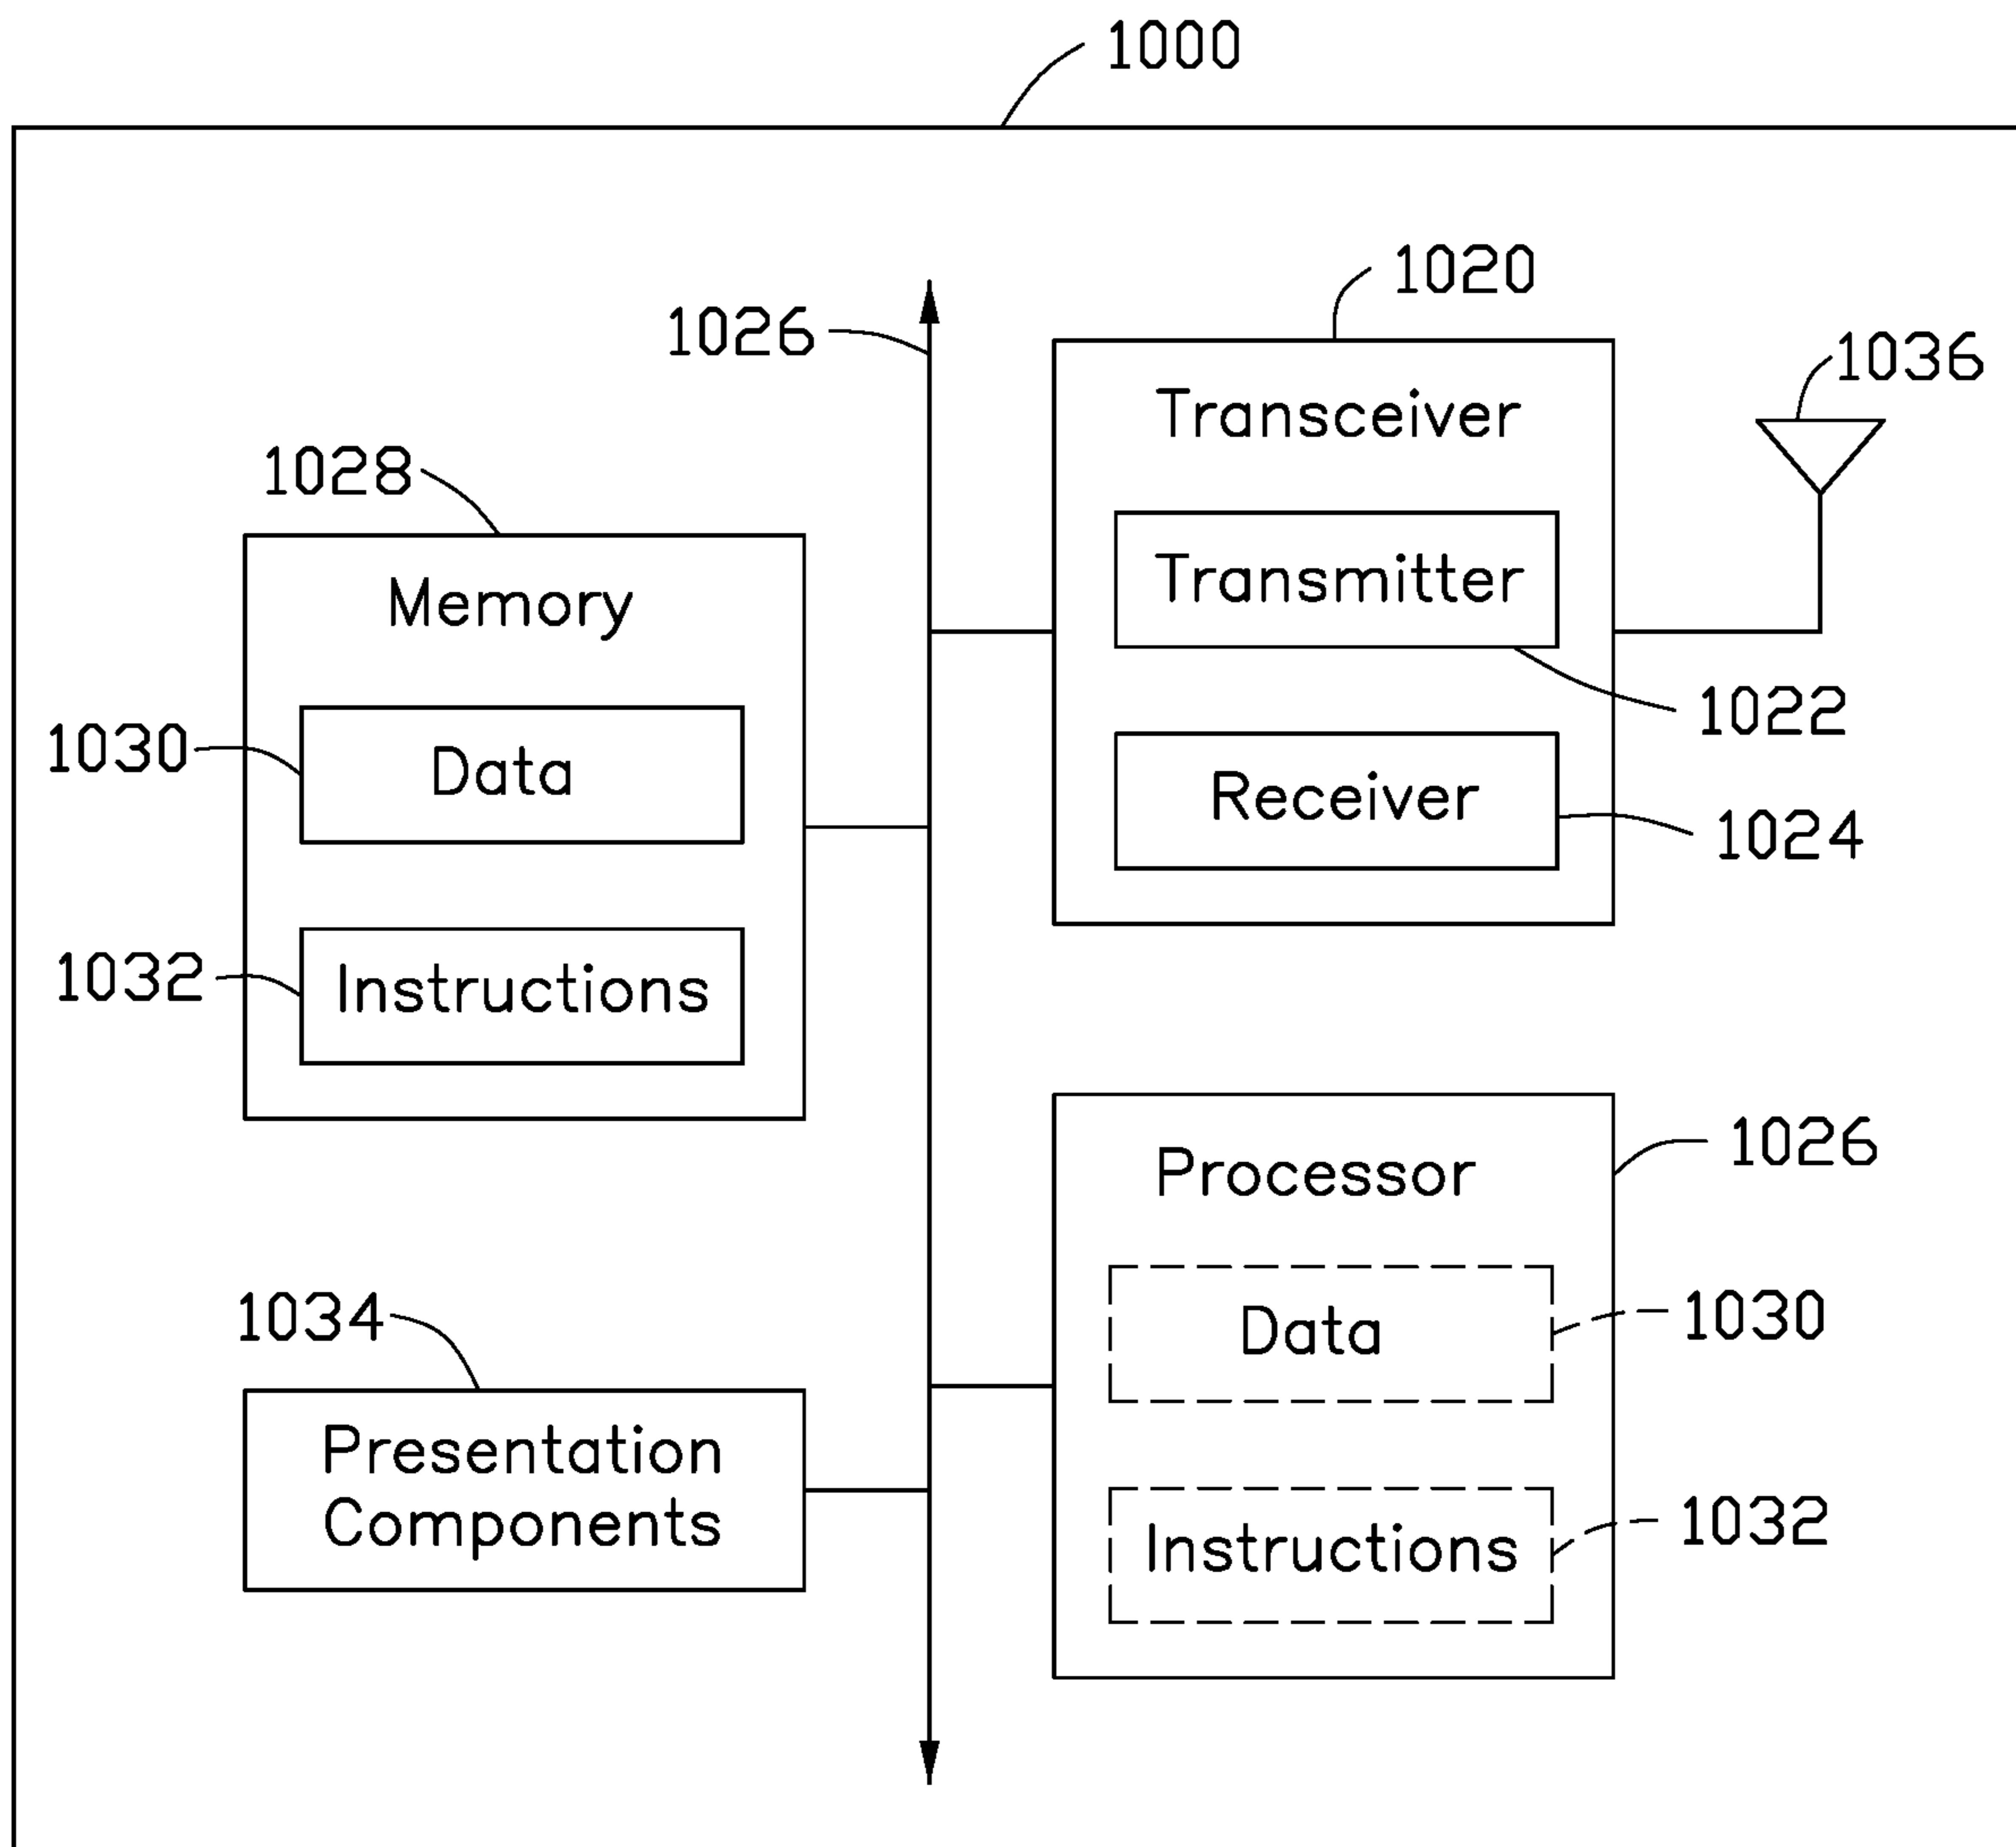 1000
1020
1026
1036
Transceiver
1028
Transmitter
Memory
1022
1030
Data
Receiver
1024
1032
Instructions
1026
Processor
1034
Data
1030
Presentation
Components
Instructions
1032